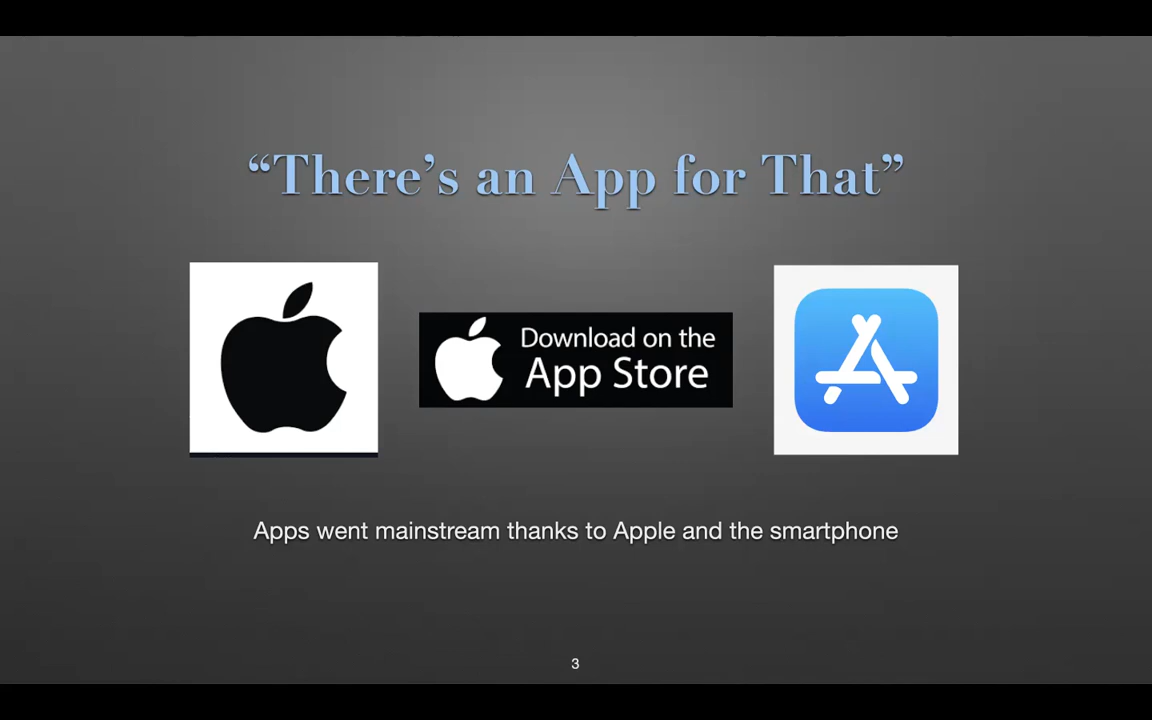 “There’s an App for That”
Download on the
App Store
Apps went mainstream thanks to Apple and the smartphone
3